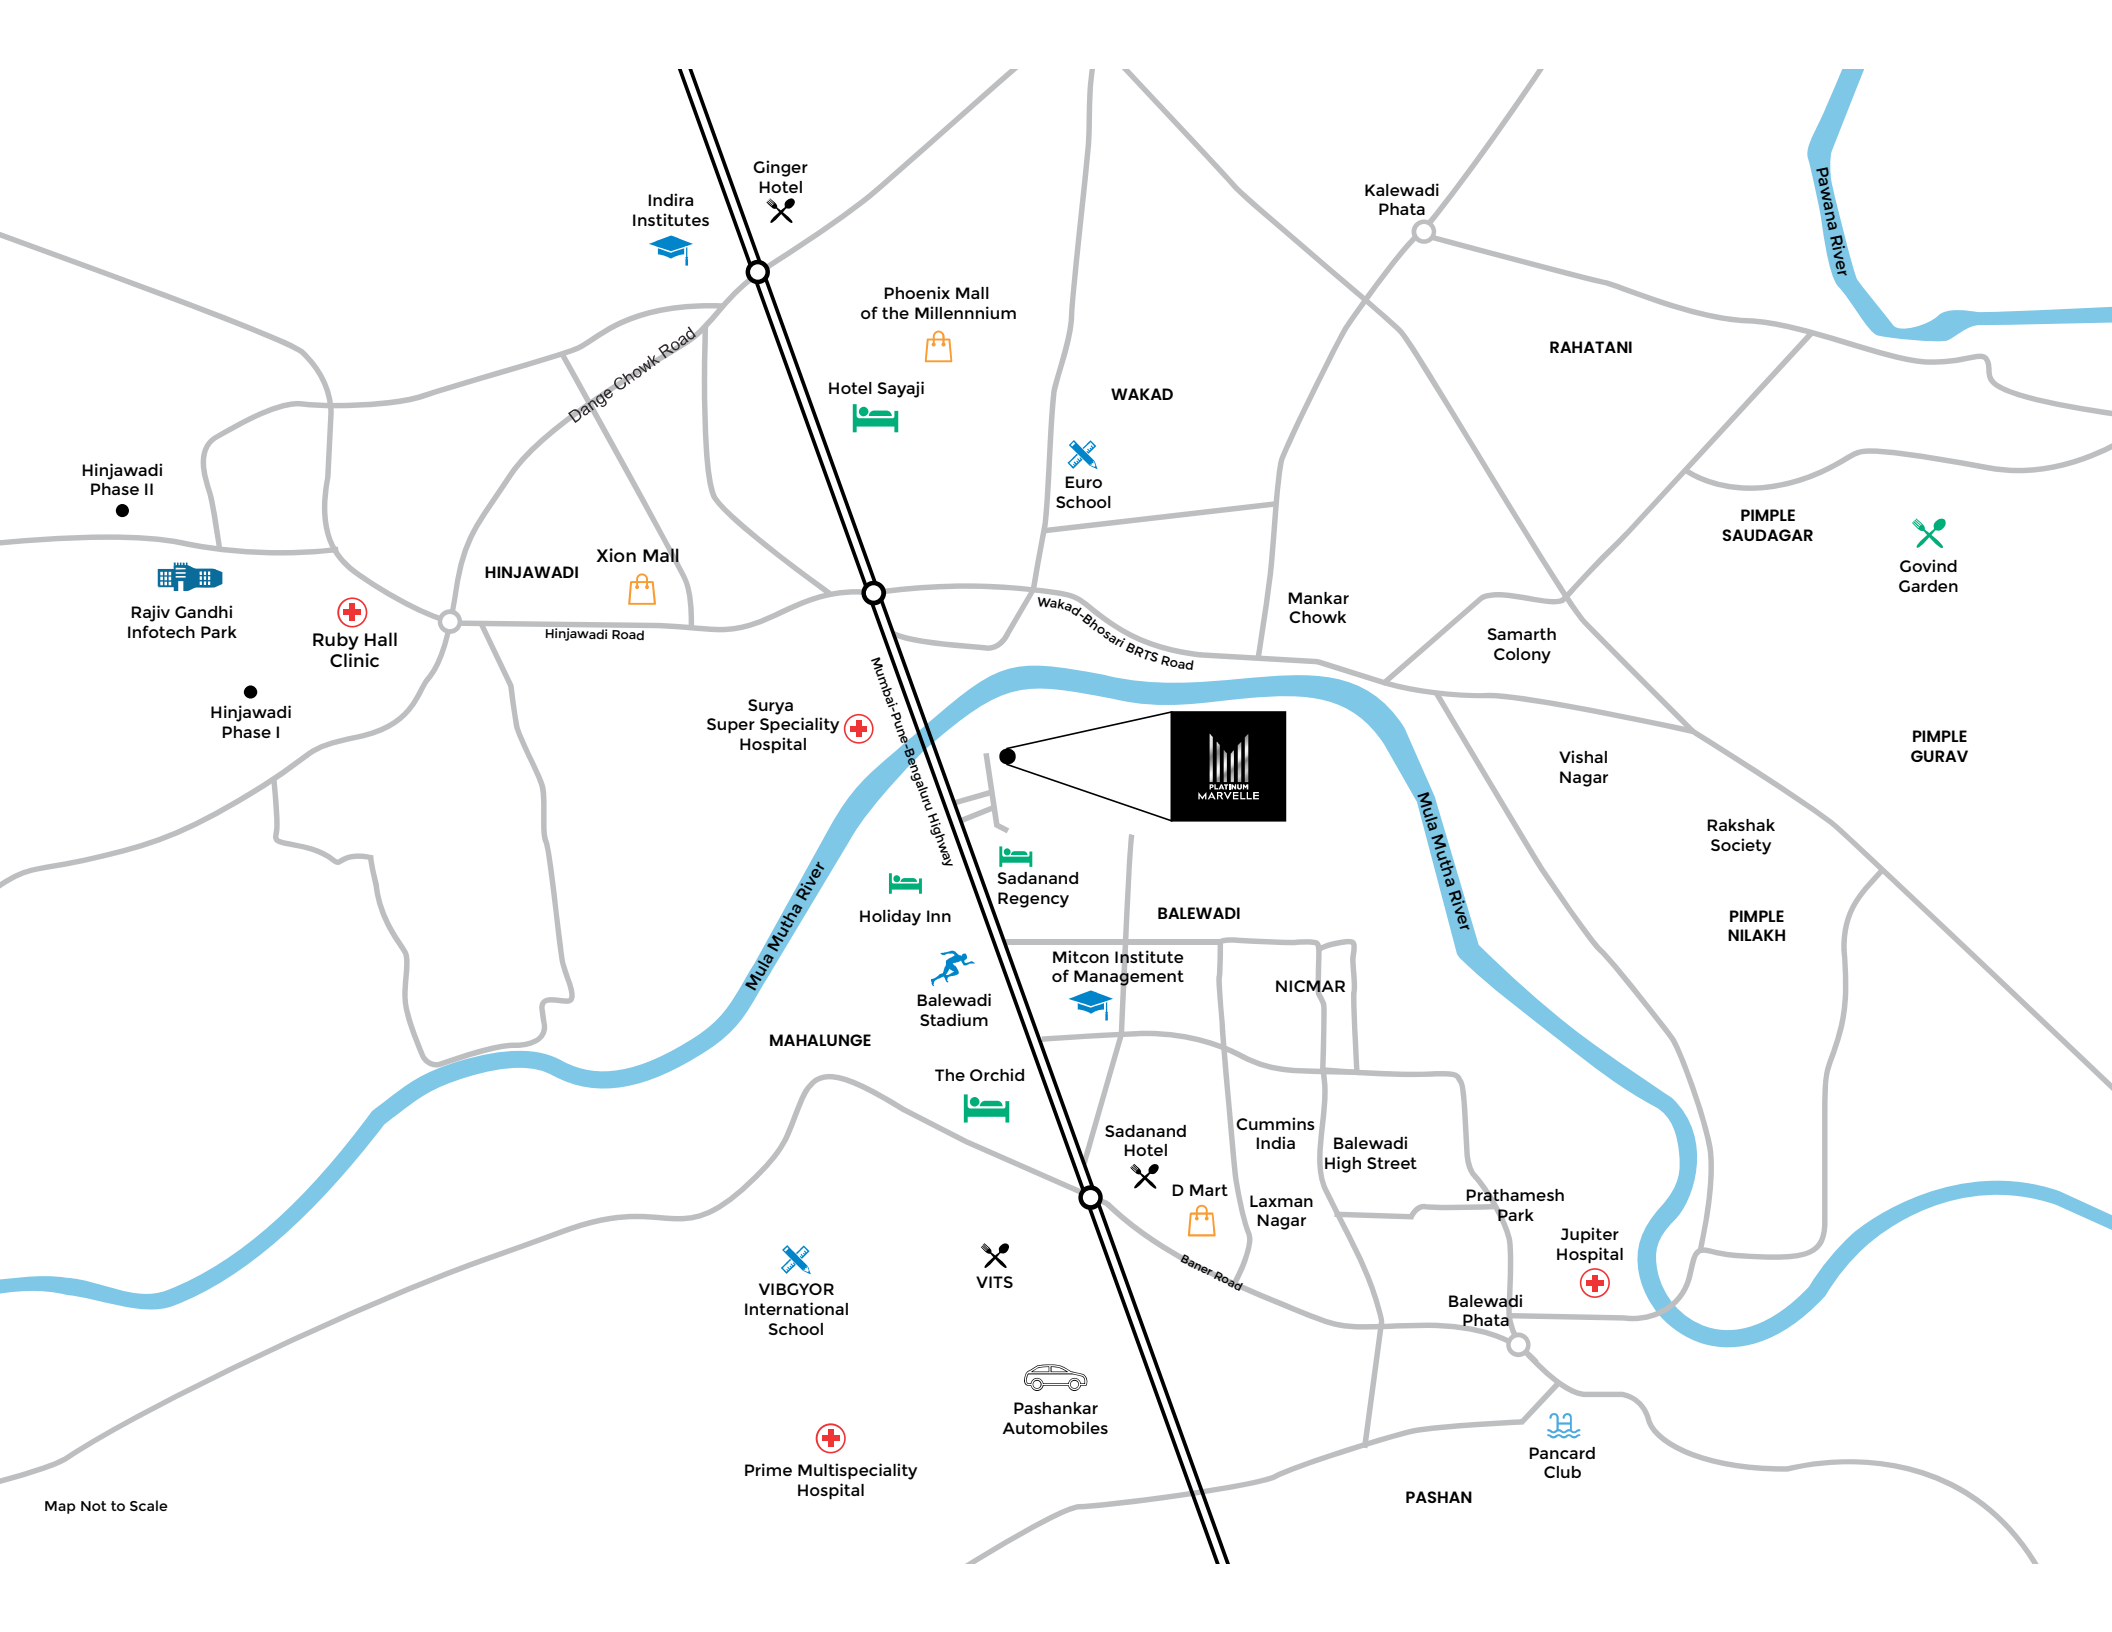 Ginger
Hotel
Indira
Institutes
Kalewadi
Phata
Pawana River
Phoenix Mall
of the Millennnium
Dange Chowk Road
RAHATANI
Hotel Sayaji
WAKAD
Hinjawadi
Phase II
Euro
School
PIMPLE
SAUDAGAR
Xion Mall
HINJAWADI
Govind
Garden
Rajiv Gandhi
Infotech Park
Ruby Hall
Clinic
Hinjawadi Road
Wakad-Bhosari BRTS Road
Mankar
Chowk
Samarth
Colony
Hinjawadi
Phase I
Surya
Super Speciality
Hospital
Mumbai-Pune-Bengaluru Highway
PLATINUM
MARVELLE
Vishal
Nagar
PIMPLE
GURAV
Mula Mutha River
Rakshak
Society
Mula Mutha River
Sadanand
Regency
Holiday Inn
BALEWADI
PIMPLE
NILAKH
Mitcon Institute
of Management
NICMAR
Balewadi
Stadium
MAHALUNGE
The Orchid
Sadanand
Hotel
Cummins
India
Balewadi
High Street
D Mart
Laxman
Nagar
Prathamesh
Park
Jupiter
Hospital
Baner Road
VIBGYOR
International
School
VITS
Balewadi
Phata
Pashankar
Automobiles
Pancard
Club
Prime Multispeciality
Hospital
PASHAN
Map Not to Scale